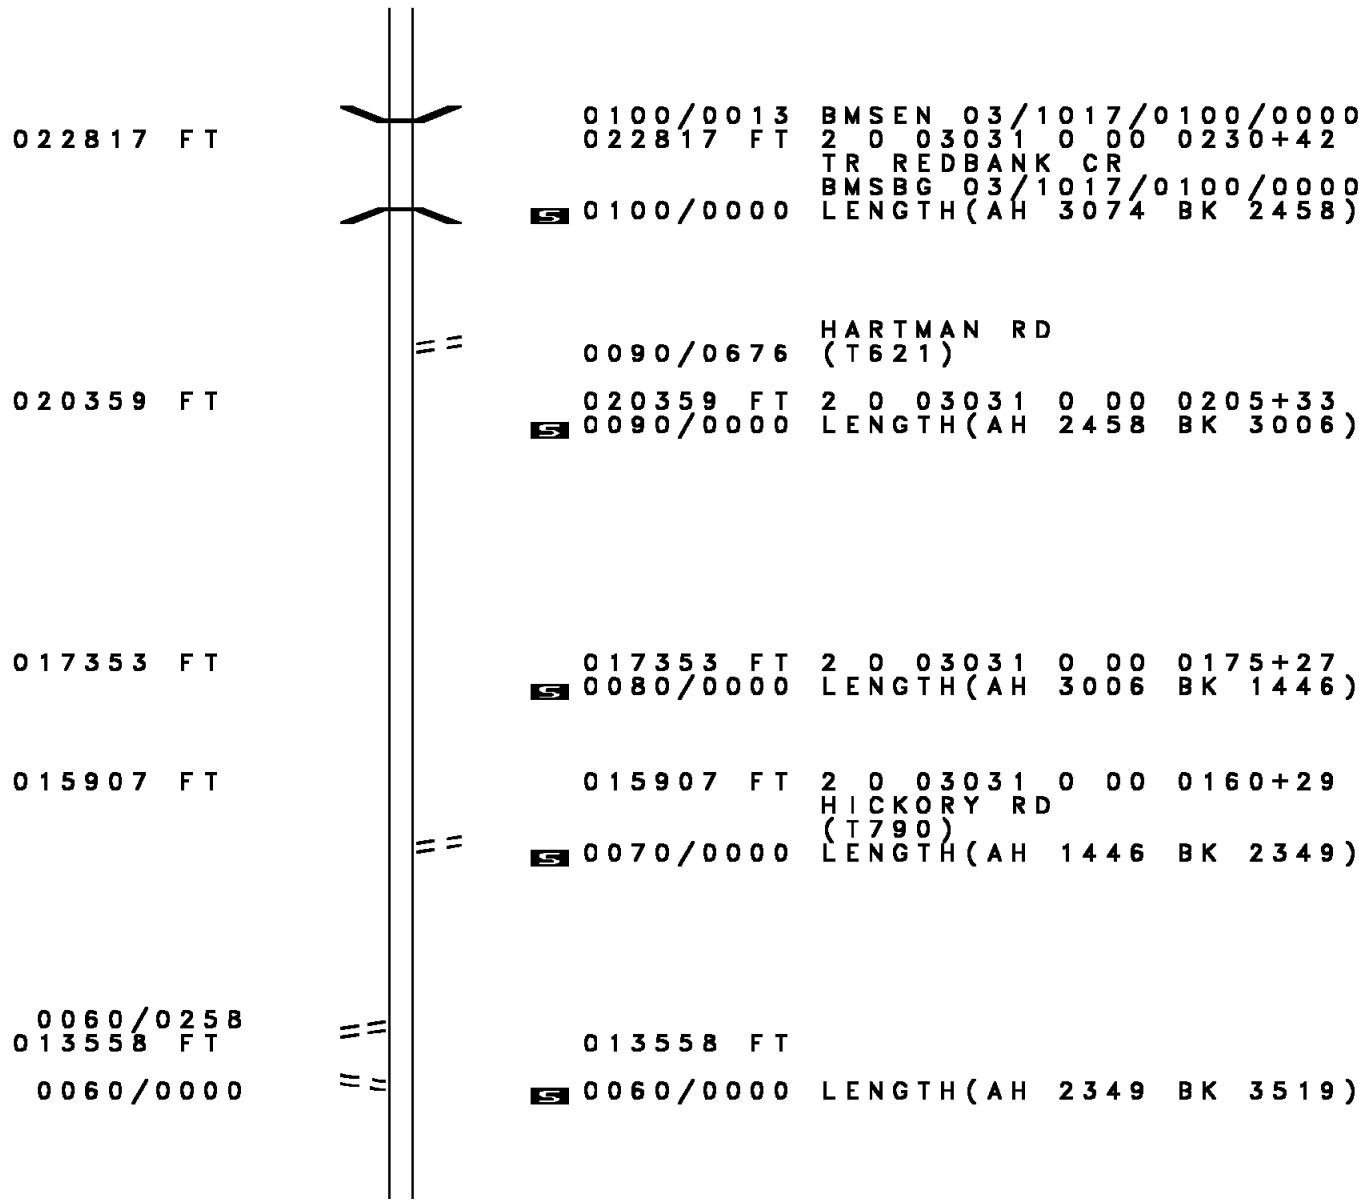 0100/0013 BMSEN 03/1017/0100/0000
022817 FT 022817 FT 2 0 03031 0 00 0230+42
TR REDBANK CR
BMSBG 03/1017/0100/0000
S 0100/0000 LENGTH(AH 3074 BK 2458)
HARTMAN RD
0090/0676 (T621)
020359 FT 020359 FT 2 0 03031 0 00 0205+33
S 0090/0000 LENGTH(AH 2458 BK 3006)
017353 FT 017353 FT 2 0 03031 0 00 0175+27
S 0080/0000 LENGTH(AH 3006 BK 1446)
015907 FT 015907 FT 2 0 03031 0 00 0160+29
HICKORY RD
(T790)
S 0070/0000 LENGTH(AH 1446 BK 2349)
0060/0258
013558 FT 013558 FT
0060/0000 S 0060/0000 LENGTH(AH 2349 BK 3519)